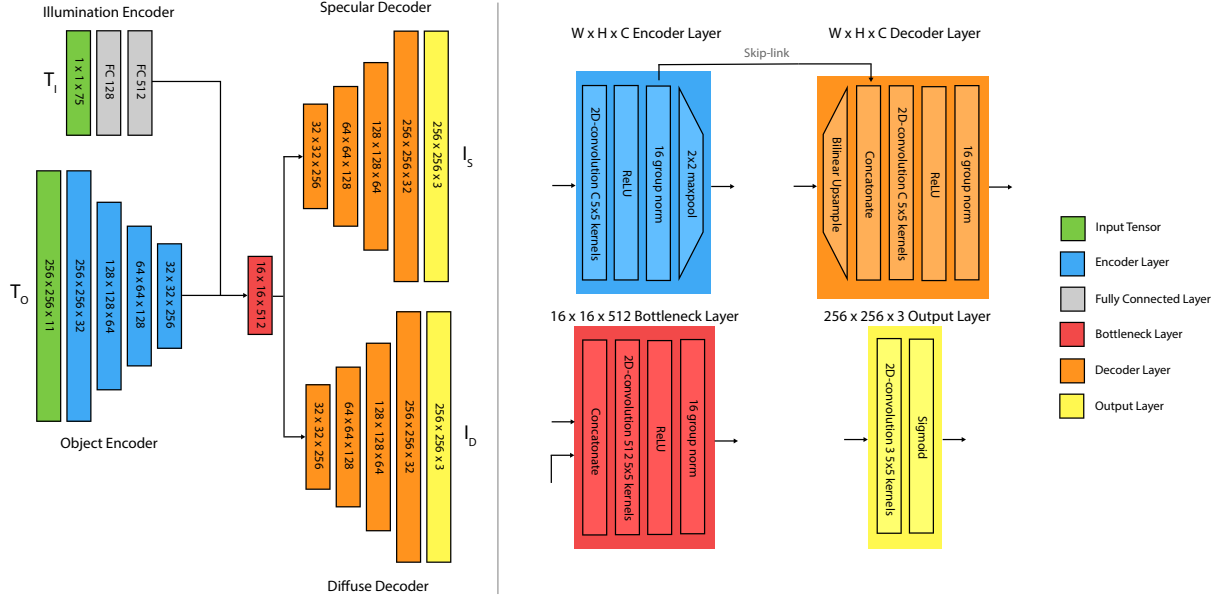 Illumination Encoder
T_I
1 x 1 x 75
FC 128
FC 512
T_O
256 x 256 x 11
256 x 256 x 32
128 x 128 x 64
64 x 64 x 128
32 x 32 x 256
Object Encoder
16 x 16 x 512
Specular Decoder
32 x 32 x 256
64 x 64 x 128
128 x 128 x 64
256 x 256 x 32
256 x 256 x 3
I_S
32 x 32 x 256
64 x 64 x 128
128 x 128 x 64
256 x 256 x 32
256 x 256 x 3
I_D
Diffuse Decoder
W x H x C Encoder Layer
2D-convolution C 5x5 kernels
ReLU
16 group norm
2x2 maxpool
Skip-link
W x H x C Decoder Layer
Bilinear Upsample
Concatonate
2D-convolution C 5x5 kernels
ReLU
16 group norm
16 x 16 x 512 Bottleneck Layer
Concatonate
2D-convolution 512 5x5 kernels
ReLU
16 group norm
256 x 256 x 3 Output Layer
2D-convolution 3 5x5 kernels
Sigmoid
Input Tensor
Encoder Layer
Fully Connected Layer
Bottleneck Layer
Decoder Layer
Output Layer